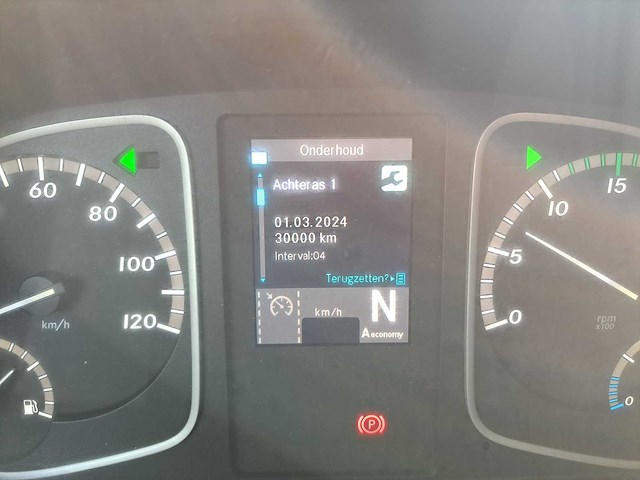 Onderhoud
Achteras 1
01.03.2024
30000 km
Interval:04
Terugzetten?
km/h
N
A economy
60
80
100
120
km/h
15
10
5
0
rpm
x100
0
P